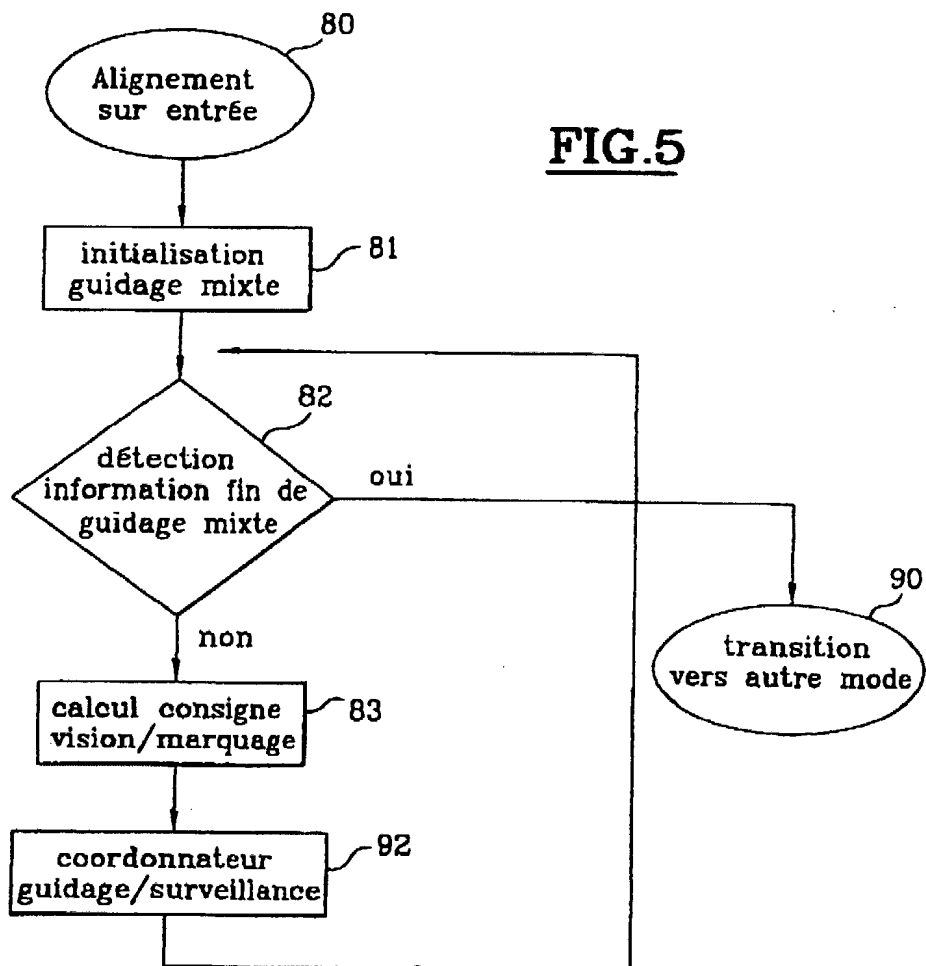 80
Alignement
sur entrée
FIG.5
initialisation
guidage mixte
81
82
détection
information fin de
guidage mixte
oui
non
90
transition
vers autre mode
calcul consigne
vision/marquage
83
coordonnateur
guidage/surveillance
92